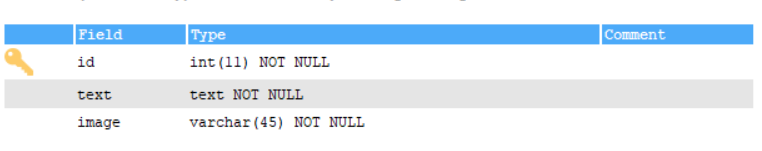 Field Type Comment
id int(11) NOT NULL
text text NOT NULL
image varchar(45) NOT NULL